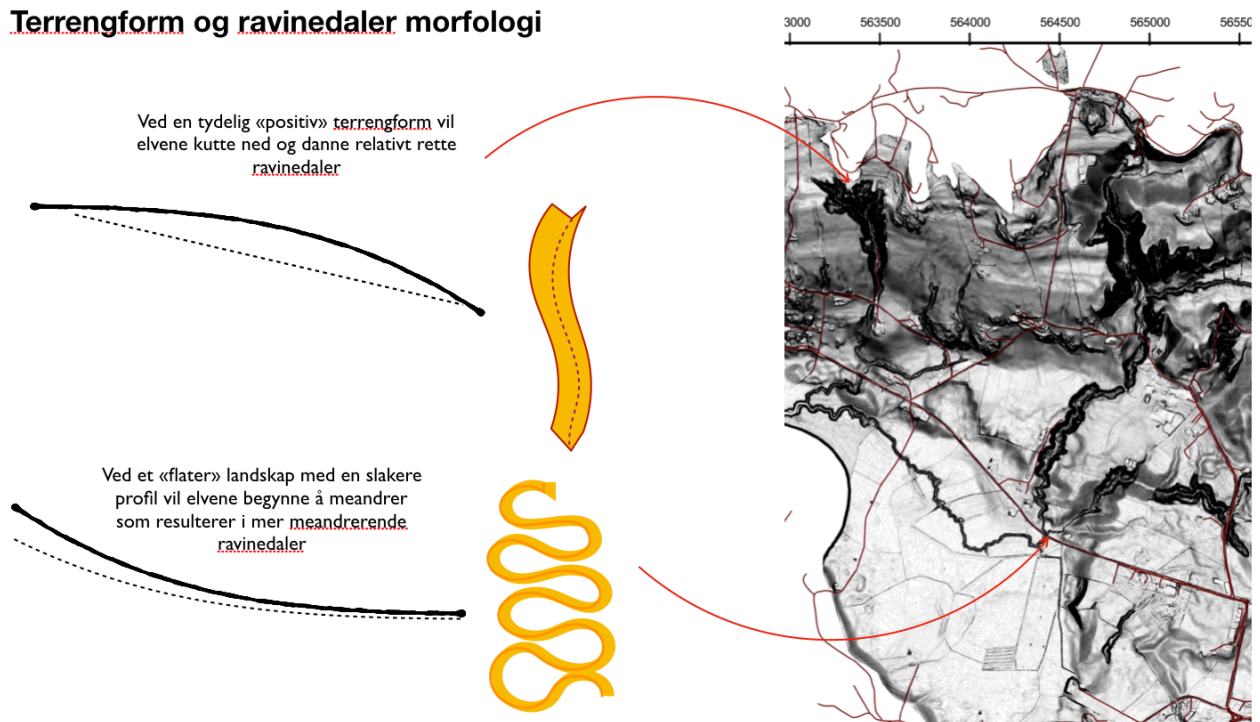 Terrengform og ravinedaler morfologi
3000 563500 564000 564500 565000 56550
Ved en tydelig «positiv» terrengform vil
elvene kutte ned og danne relativt rette
ravinedaler
Ved et «flater» landskap med en slakere
profil vil elvene begynne å meandrer
som resulterer i mer meandrerende
ravinedaler